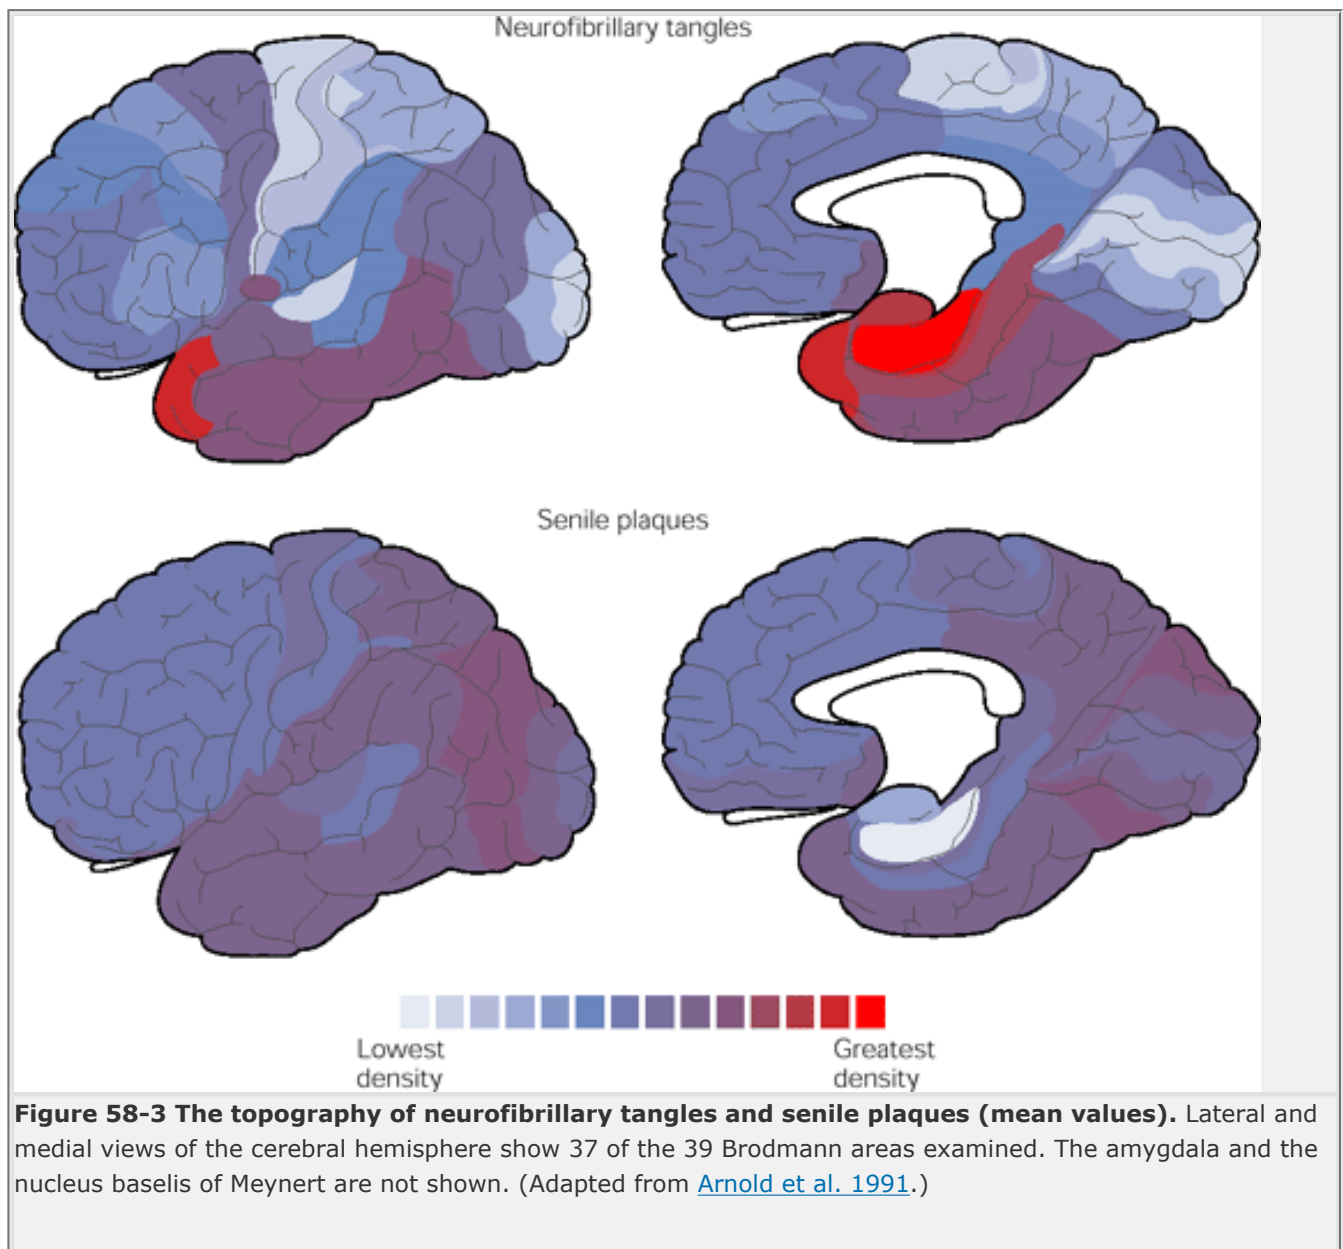 Neurofibrillary tangles
Senile plaques
Lowest
density
Greatest
density
Figure 58-3 The topography of neurofibrillary tangles and senile plaques (mean values). Lateral and
medial views of the cerebral hemisphere show 37 of the 39 Brodmann areas examined. The amygdala and the
nucleus baselis of Meynert are not shown. (Adapted from Arnold et al. 1991.)